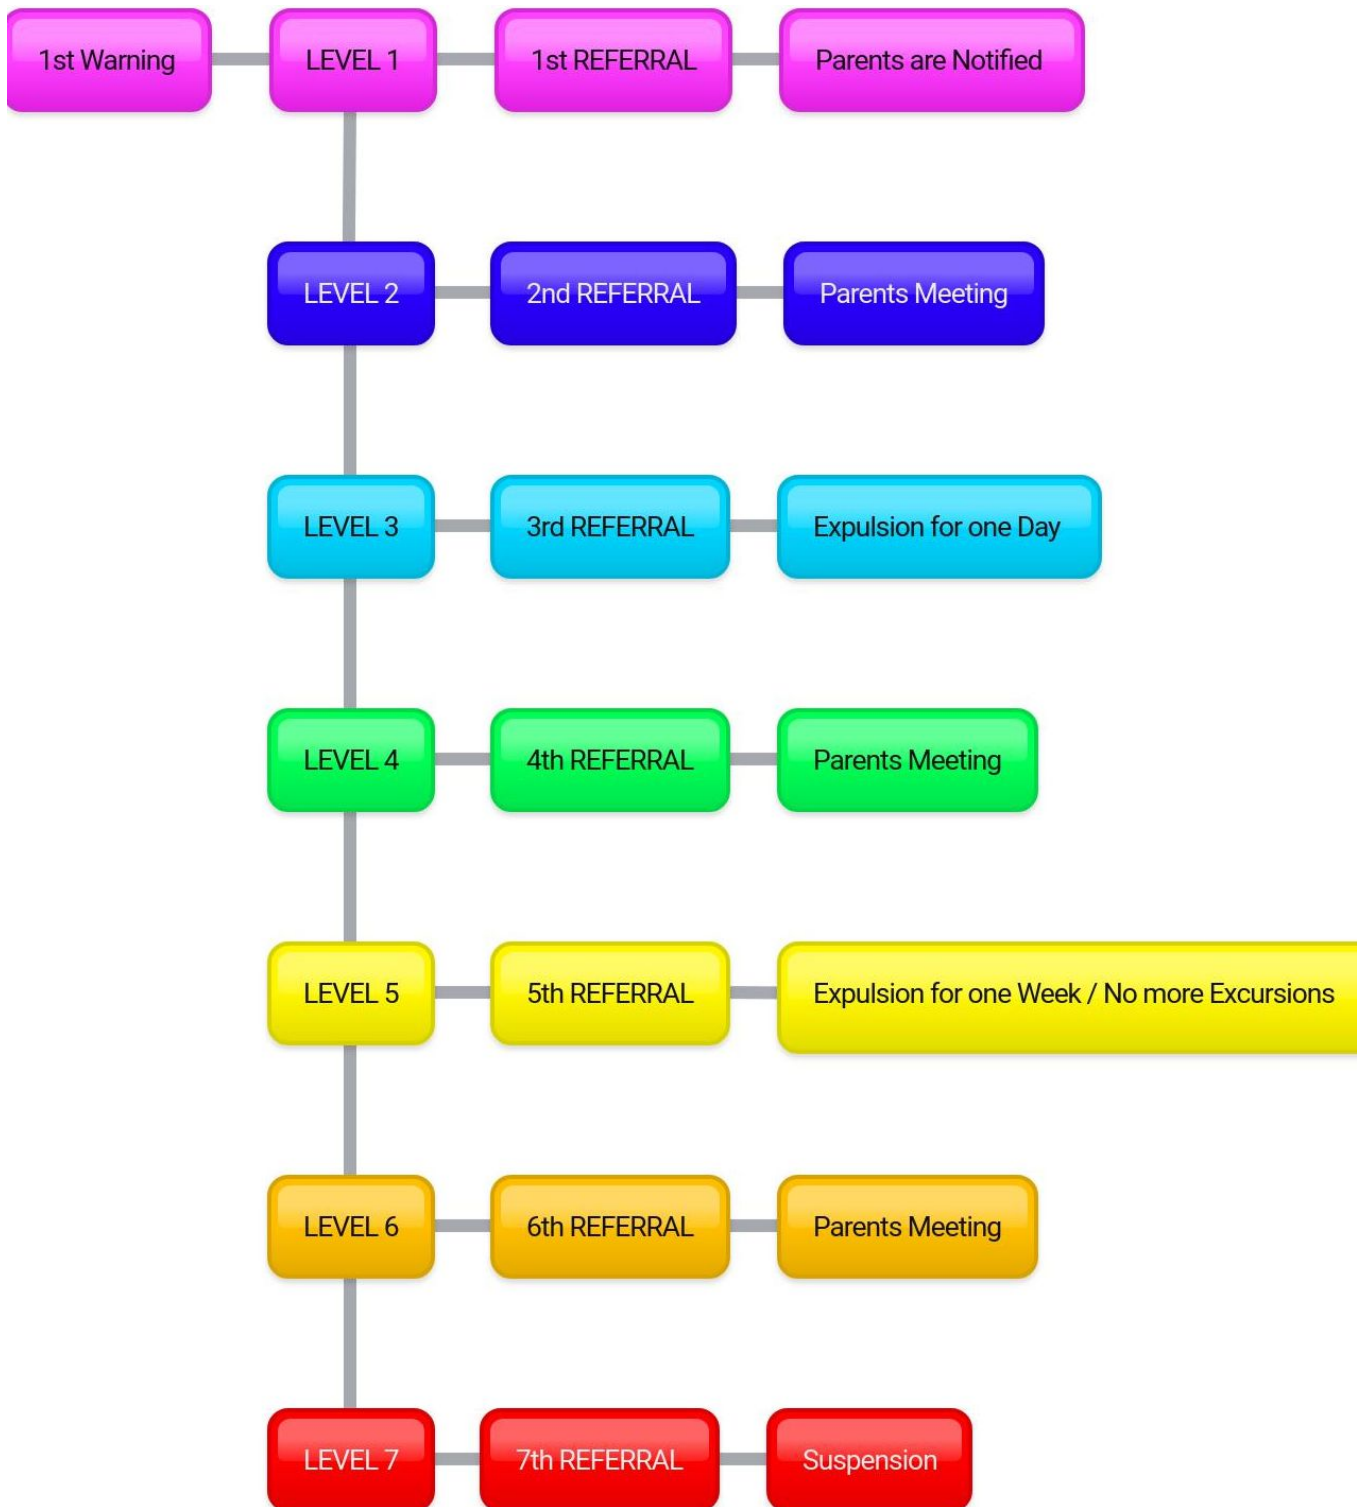 1st Warning
LEVEL 1
1st REFERRAL
Parents are Notified
LEVEL 2
2nd REFERRAL
Parents Meeting
LEVEL 3
3rd REFERRAL
Expulsion for one Day
LEVEL 4
4th REFERRAL
Parents Meeting
LEVEL 5
5th REFERRAL
Expulsion for one Week / No more Excursions
LEVEL 6
6th REFERRAL
Parents Meeting
LEVEL 7
7th REFERRAL
Suspension